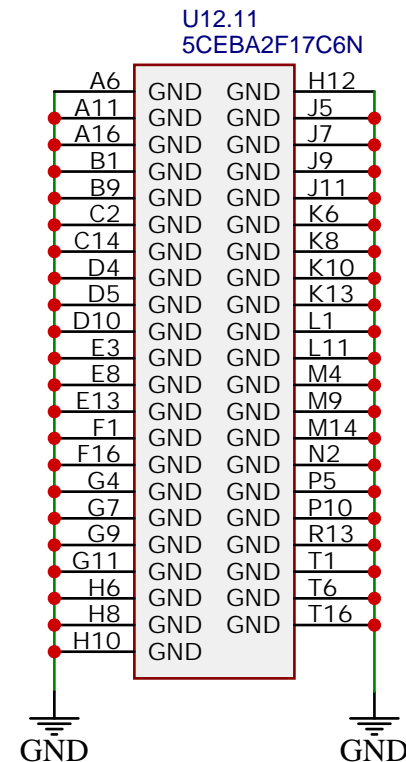 U12.11
5CEBA2F17C6N
A6 GND GND H12
A11 GND GND J5
A16 GND GND J7
B1 GND GND J9
B9 GND GND J11
C2 GND GND K6
C14 GND GND K8
D4 GND GND K10
D5 GND GND K13
D10 GND GND L1
E3 GND GND L11
E8 GND GND M4
E13 GND GND M9
F1 GND GND M14
F16 GND GND N2
G4 GND GND P5
G7 GND GND P10
G9 GND GND R13
G11 GND GND T1
H6 GND GND T6
H8 GND GND T16
H10 GND
GND GND